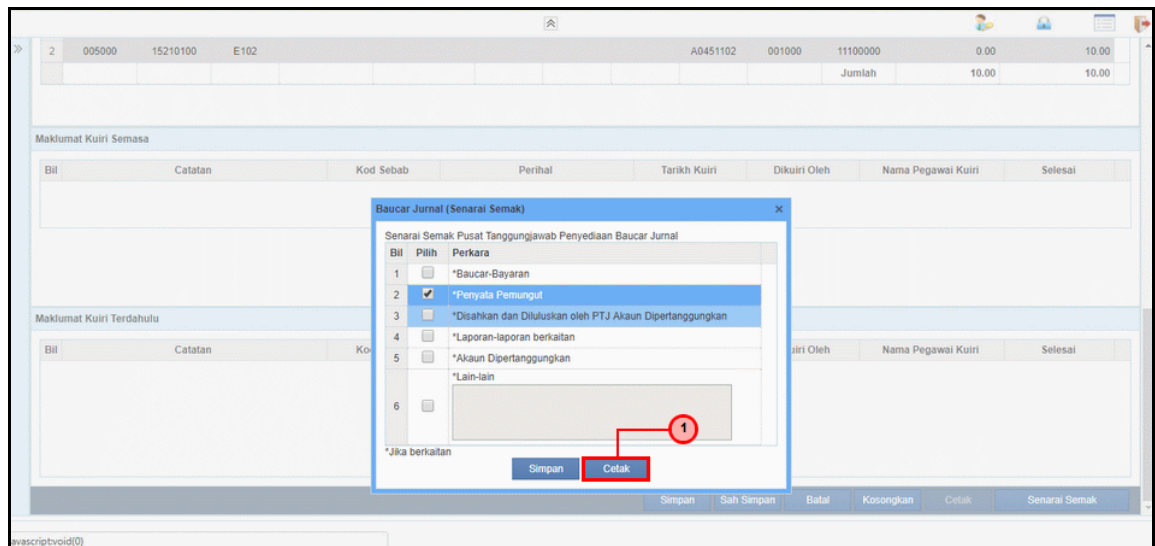 2 005000 15210100 E102 A0451102 001000 11100000 0.00 10.00
Jumlah 10.00 10.00
Maklumat Kuiri Semasa
Bil Catatan Kod Sebab Perihal Tarikh Kuiri Dikuiri Oleh Nama Pegawai Kuiri Selesai
Baucar Jurnal (Senarai Semak) ×
Senarai Semak Pusat Tanggungjawab Penyediaan Baucar Jurnal
Bil Pilih Perkara
1 *Baucar-Bayaran
2 *Penyata Pemungut
3 *Disahkan dan Diluluskan oleh PTJ Akaun Dipertanggungkan
4 *Laporan-laporan berkaitan
5 *Akaun Dipertanggungkan
*Lain-lain
6
*Jika berkaitan
Simpan Cetak
1
Maklumat Kuiri Terdahulu
Bil Catatan Ko uiri Oleh Nama Pegawai Kuiri Selesai
Simpan Sah Simpan Batal Kosongkan Cetak Senarai Semak
avascript:void(0)